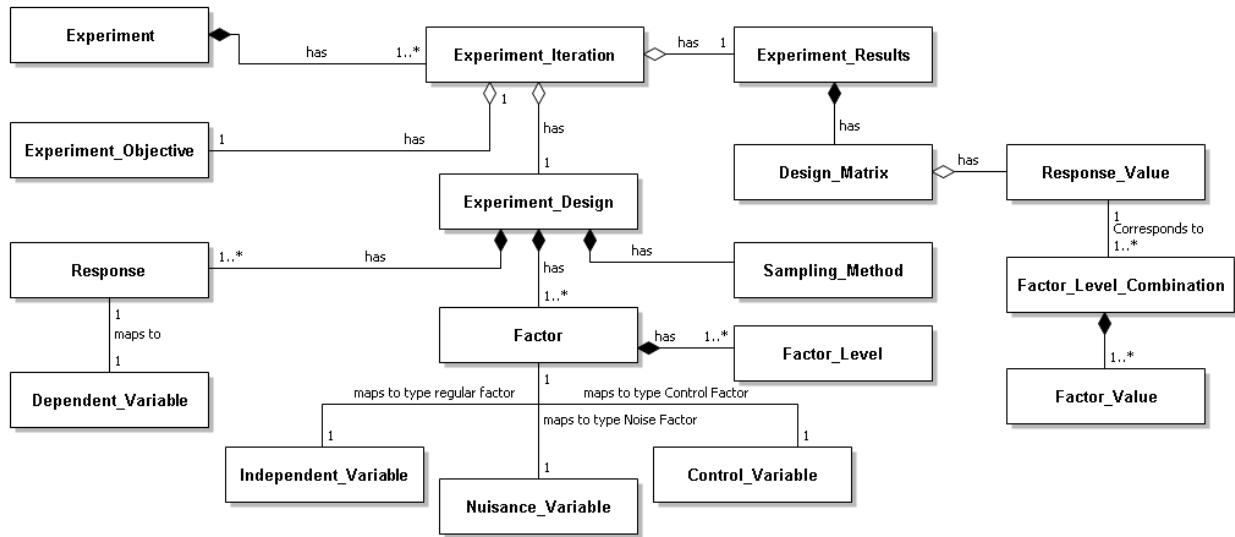 Experiment
has
1..*
Experiment_Iteration
has
1
Experiment_Results
1
1
has
Experiment_Objective
has
1
has
Design_Matrix
has
Response_Value
Experiment_Design
1
Corresponds to
1..*
Response
1..*
has
has
1..*
has
Sampling_Method
Factor_Level_Combination
1
maps to
1
Factor
has
1..*
Factor_Level
1..*
Factor_Value
Dependent_Variable
1
maps to type regular factor
maps to type Control Factor
maps to type Noise Factor
1
1
1
Independent_Variable
Nuisance_Variable
Control_Variable